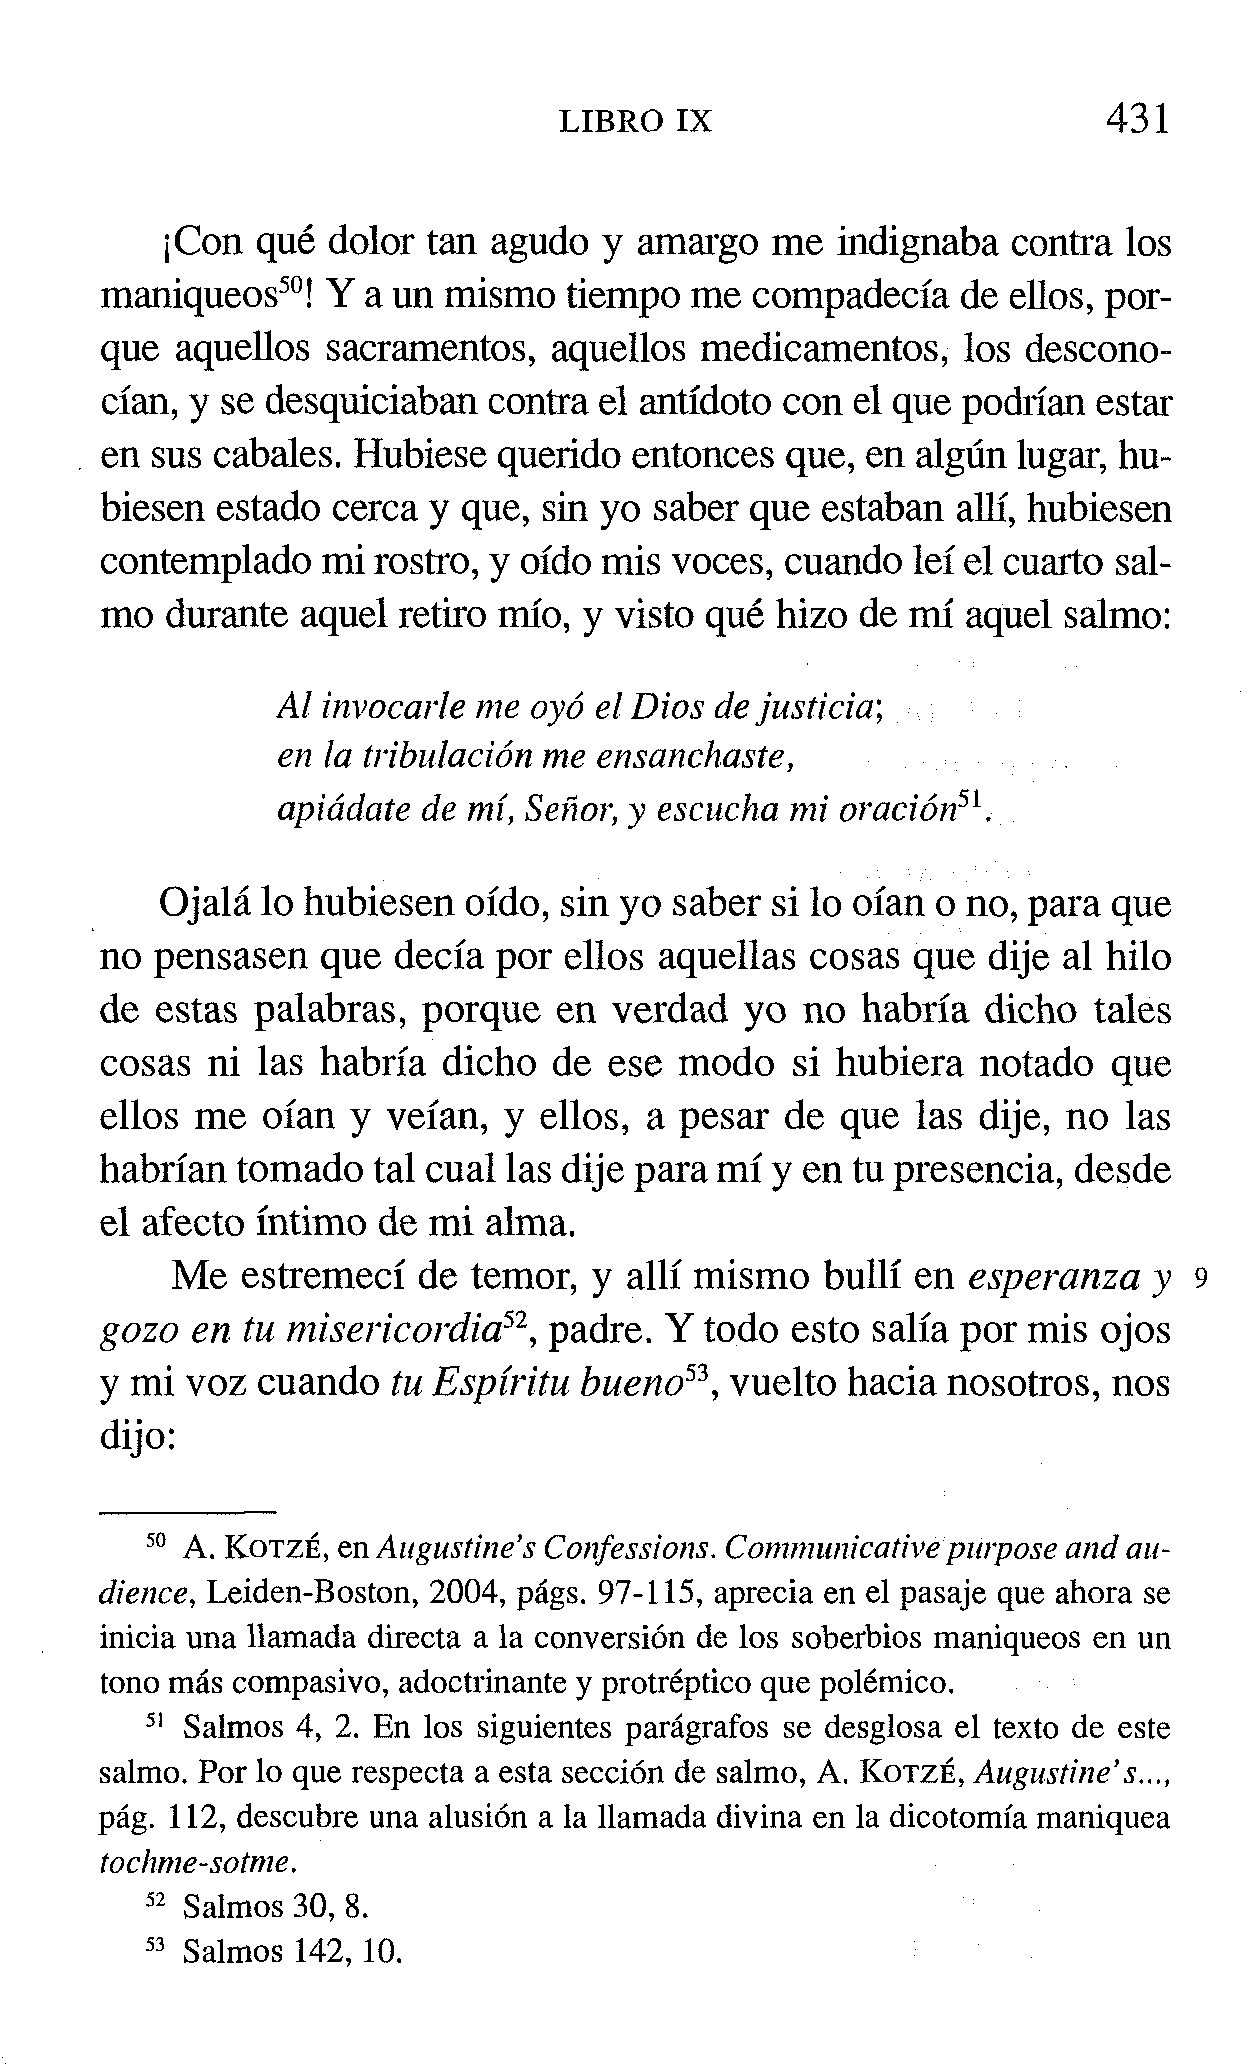 LIBRO IX 431
¡Con qué dolor tan agudo y amargo me indignaba contra los
maniqueos⁵⁰! Y a un mismo tiempo me compadecía de ellos, por-
que aquellos sacramentos, aquellos medicamentos, los descono-
cían, y se desquiciaban contra el antídoto con el que podrían estar
en sus cabales. Hubiese querido entonces que, en algún lugar, hu-
biesen estado cerca y que, sin yo saber que estaban allí, hubiesen
contemplado mi rostro, y oído mis voces, cuando leí el cuarto sal-
mo durante aquel retiro mío, y visto qué hizo de mí aquel salmo:
Al invocarle me oyó el Dios de justicia;
en la tribulación me ensanchaste,
apiádate de mí, Señor, y escucha mi oración⁵¹.
Ojalá lo hubiesen oído, sin yo saber si lo oían o no, para que
no pensasen que decía por ellos aquellas cosas que dije al hilo
de estas palabras, porque en verdad yo no habría dicho tales
cosas ni las habría dicho de ese modo si hubiera notado que
ellos me oían y veían, y ellos, a pesar de que las dije, no las
habrían tomado tal cual las dije para mí y en tu presencia, desde
el afecto íntimo de mi alma.
Me estremecí de temor, y allí mismo bullí en esperanza y 9
gozo en tu misericordia⁵², padre. Y todo esto salía por mis ojos
y mi voz cuando tu Espíritu bueno⁵³, vuelto hacia nosotros, nos
dijo:
⁵⁰ A. KOTZÉ, en Augustine's Confessions. Communicative purpose and au-
dience, Leiden-Boston, 2004, págs. 97-115, aprecia en el pasaje que ahora se
inicia una llamada directa a la conversión de los soberbios maniqueos en un
tono más compasivo, adoctrinante y protréptico que polémico.
⁵¹ Salmos 4, 2. En los siguientes parágrafos se desglosa el texto de este
salmo. Por lo que respecta a esta sección de salmo, A. KOTZÉ, Augustine's...,
pág. 112, descubre una alusión a la llamada divina en la dicotomía maniquea
tochme-sotme.
⁵² Salmos 30, 8.
⁵³ Salmos 142, 10.